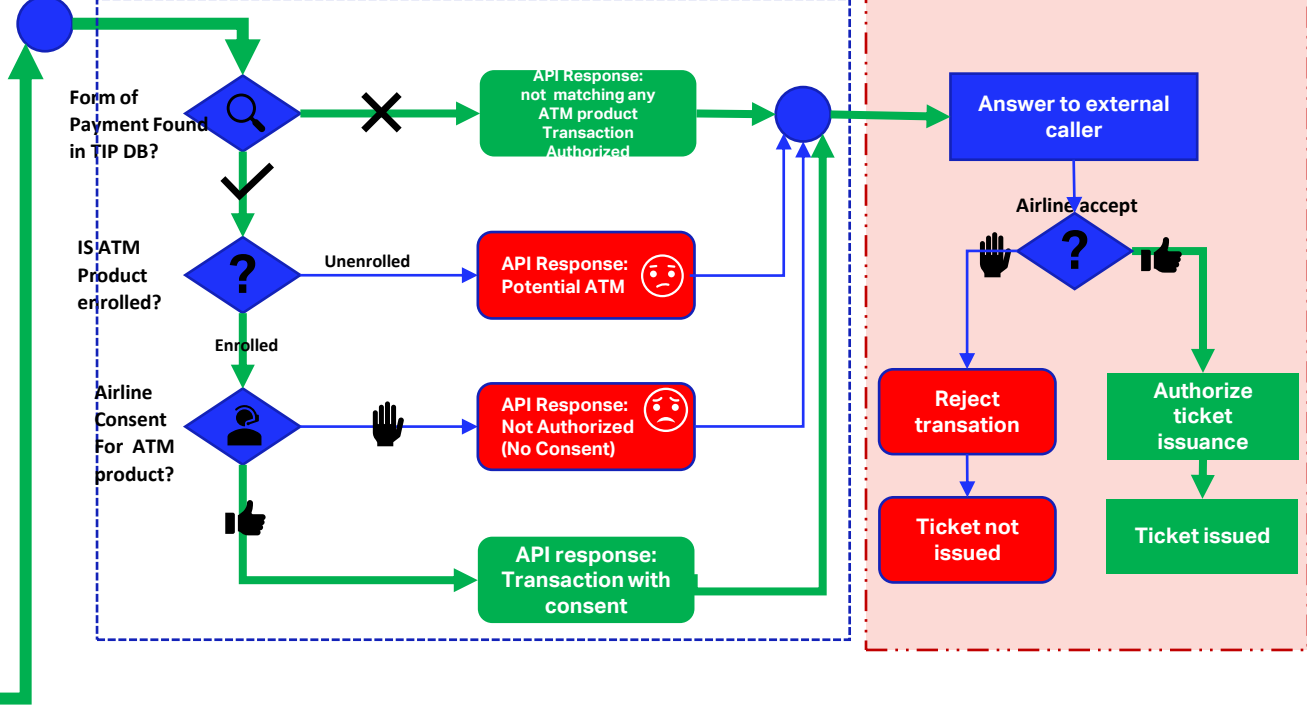 Form of
Payment Found
in TIP DB?
API Response:
not matching any
ATM product
Transaction
Authorized
IS ATM
Product
enrolled?
Unenrolled
API Response:
Potential ATM
?
Enrolled
Airline
Consent
For ATM
product?
API Response:
Not Authorized
(No Consent)
API response:
Transaction with
consent
Answer to external
caller
Airline accept
?
Reject
transation
Authorize
ticket
issuance
Ticket not
issued
Ticket issued